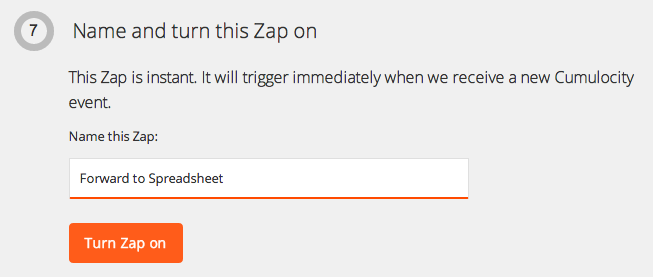 7
Name and turn this Zap on
This Zap is instant. It will trigger immediately when we receive a new Cumulocity
event.
Name this Zap:
Forward to Spreadsheet
Turn Zap on